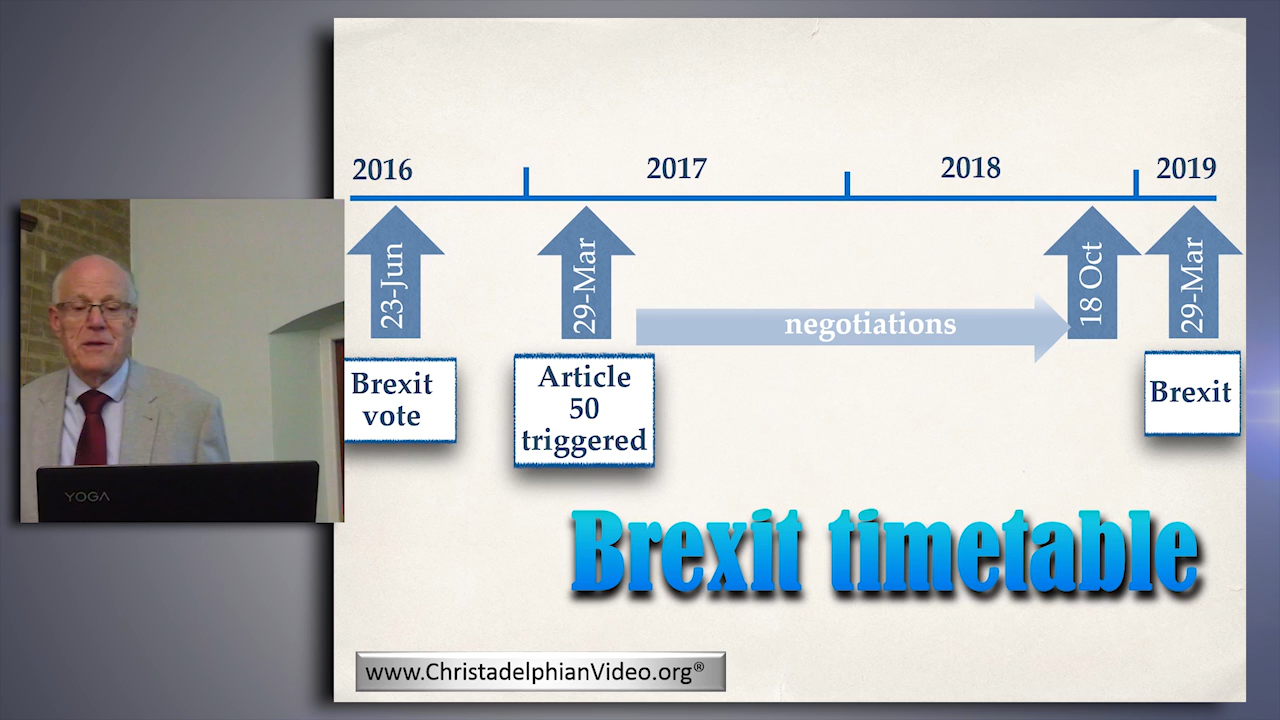 2016
2017
2018
2019
23-Jun
29-Mar
18 Oct
29-Mar
negotiations
Brexit
vote
Article
50
triggered
Brexit
YOGA
Brexit timetable
www.ChristadelphianVideo.org®